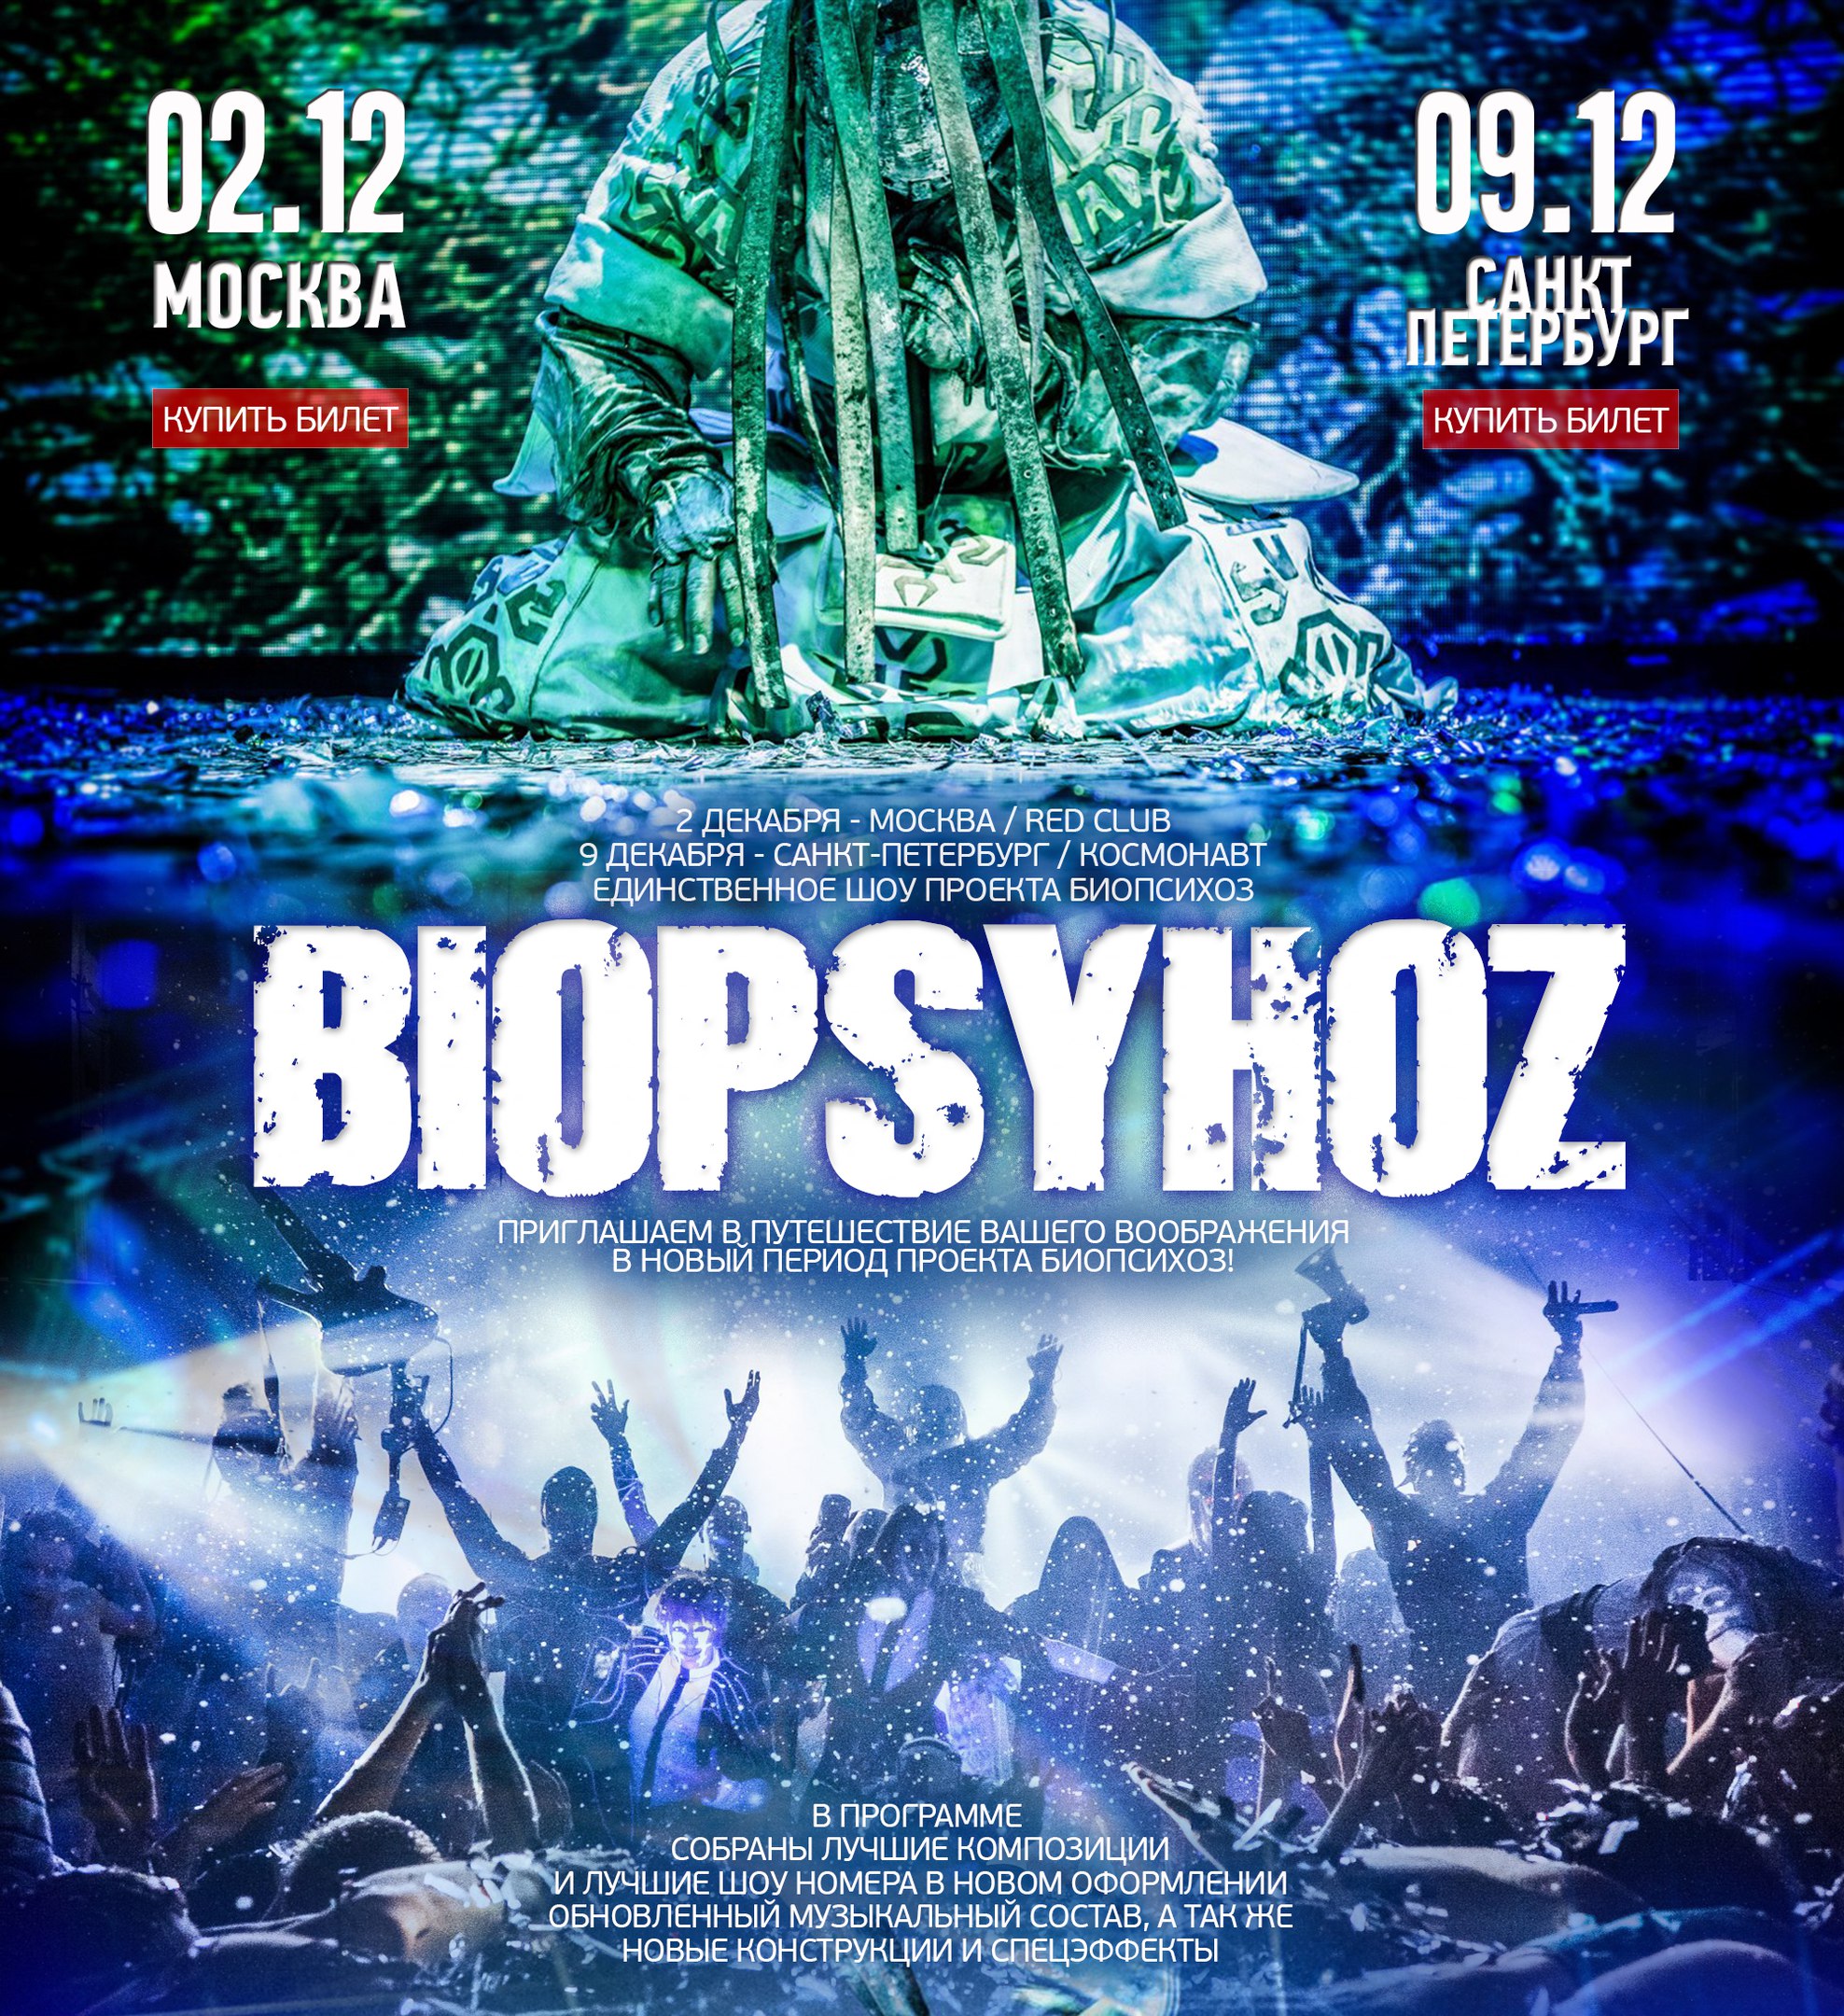 02.12
МОСКВА
КУПИТЬ БИЛЕТ
09.12
САНКТ
ПЕТЕРБУРГ
КУПИТЬ БИЛЕТ
2 ДЕКАБРЯ - МОСКВА / RED CLUB
9 ДЕКАБРЯ - САНКТ-ПЕТЕРБУРГ / КОСМОНАВТ
ЕДИНСТВЕННОЕ ШОУ ПРОЕКТА БИОПСИХОЗ
BIOPSYHOZ
ПРИГЛАШАЕМ В ПУТЕШЕСТВИЕ ВАШЕГО ВООБРАЖЕНИЯ
В НОВЫЙ ПЕРИОД ПРОЕКТА БИОПСИХОЗ!
В ПРОГРАММЕ
СОБРАНЫ ЛУЧШИЕ КОМПОЗИЦИИ
И ЛУЧШИЕ ШОУ НОМЕРА В НОВОМ ОФОРМЛЕНИИ
ОБНОВЛЕННЫЙ МУЗЫКАЛЬНЫЙ СОСТАВ, А ТАК ЖЕ
НОВЫЕ КОНСТРУКЦИИ И СПЕЦЭФФЕКТЫ